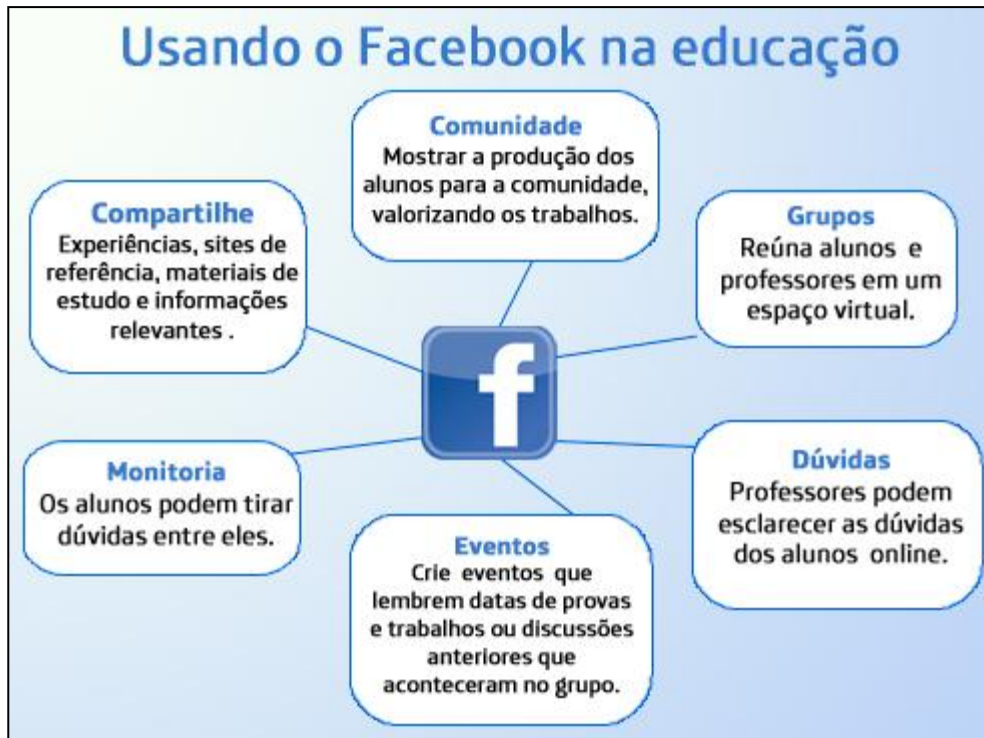 Usando o Facebook na educação
Comunidade
Mostrar a produção dos
alunos para a comunidade,
valorizando os trabalhos.
Compartilhe
Experiências, sites de
referência, materiais de
estudo e informações
relevantes .
Grupos
Reúna alunos e
professores em um
espaço virtual.
f
Monitoria
Os alunos podem tirar
dúvidas entre eles.
Dúvidas
Professores podem
esclarecer as dúvidas
dos alunos online.
Eventos
Crie eventos que
lembrem datas de provas
e trabalhos ou discussões
anteriores que
aconteceram no grupo.